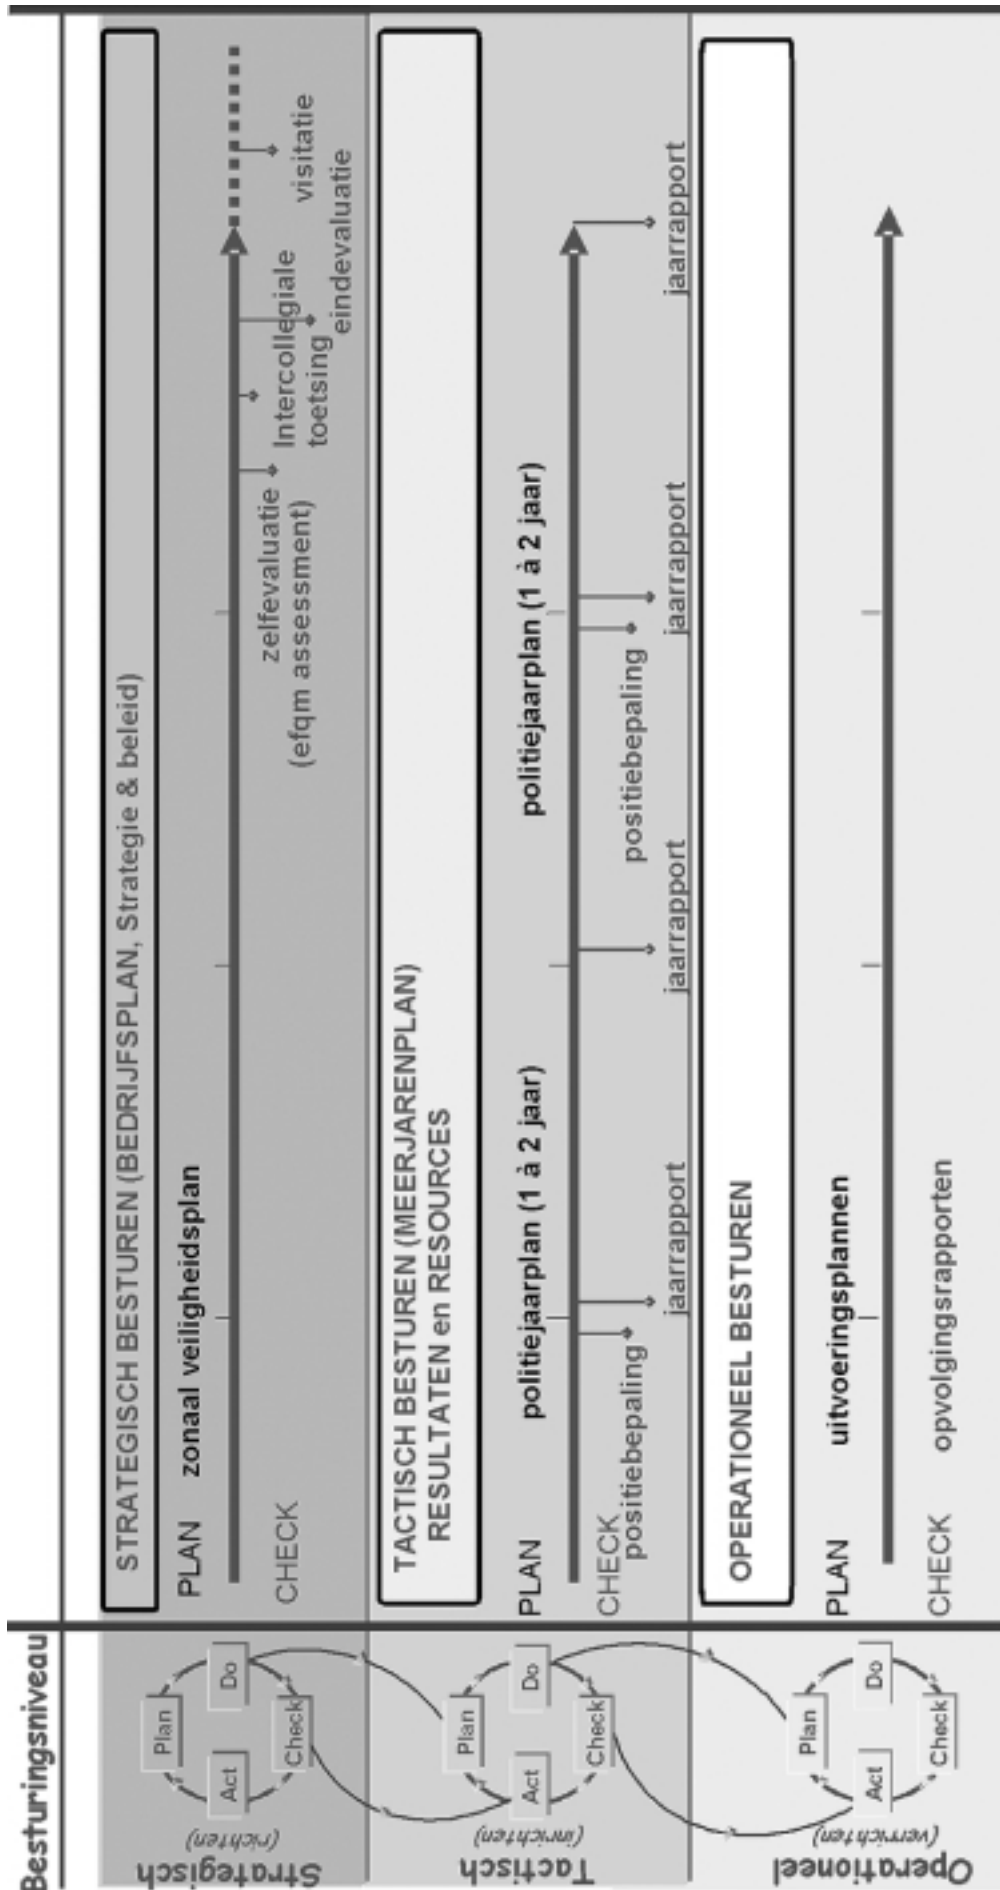 Besturingsniveau
Strategisch
(richten)
Plan
Do
Check
Act
STRATEGISCH BESTUREN (BEDRIJFSPLAN, Strategie & beleid)
PLAN
zonaal veiligheidsplan
CHECK
zelfevaluatie
(efqm assessment)
Intercollegiale
toetsing
eindevaluatie
visitatie
Tactisch
(inrichten)
Plan
Do
Check
Act
TACTISCH BESTUREN (MEERJARENPLAN)
RESULTATEN en RESOURCES
PLAN
politiejaarplan (1 à 2 jaar)
politiejaarplan (1 à 2 jaar)
CHECK
positiebepaling
jaarrapport
jaarrapport
positiebepaling
jaarrapport
jaarrapport
Operationeel
(verrichten)
Plan
Do
Check
Act
OPERATIONEEL BESTUREN
PLAN
uitvoeringsplannen
CHECK
opvolgingsrapporten